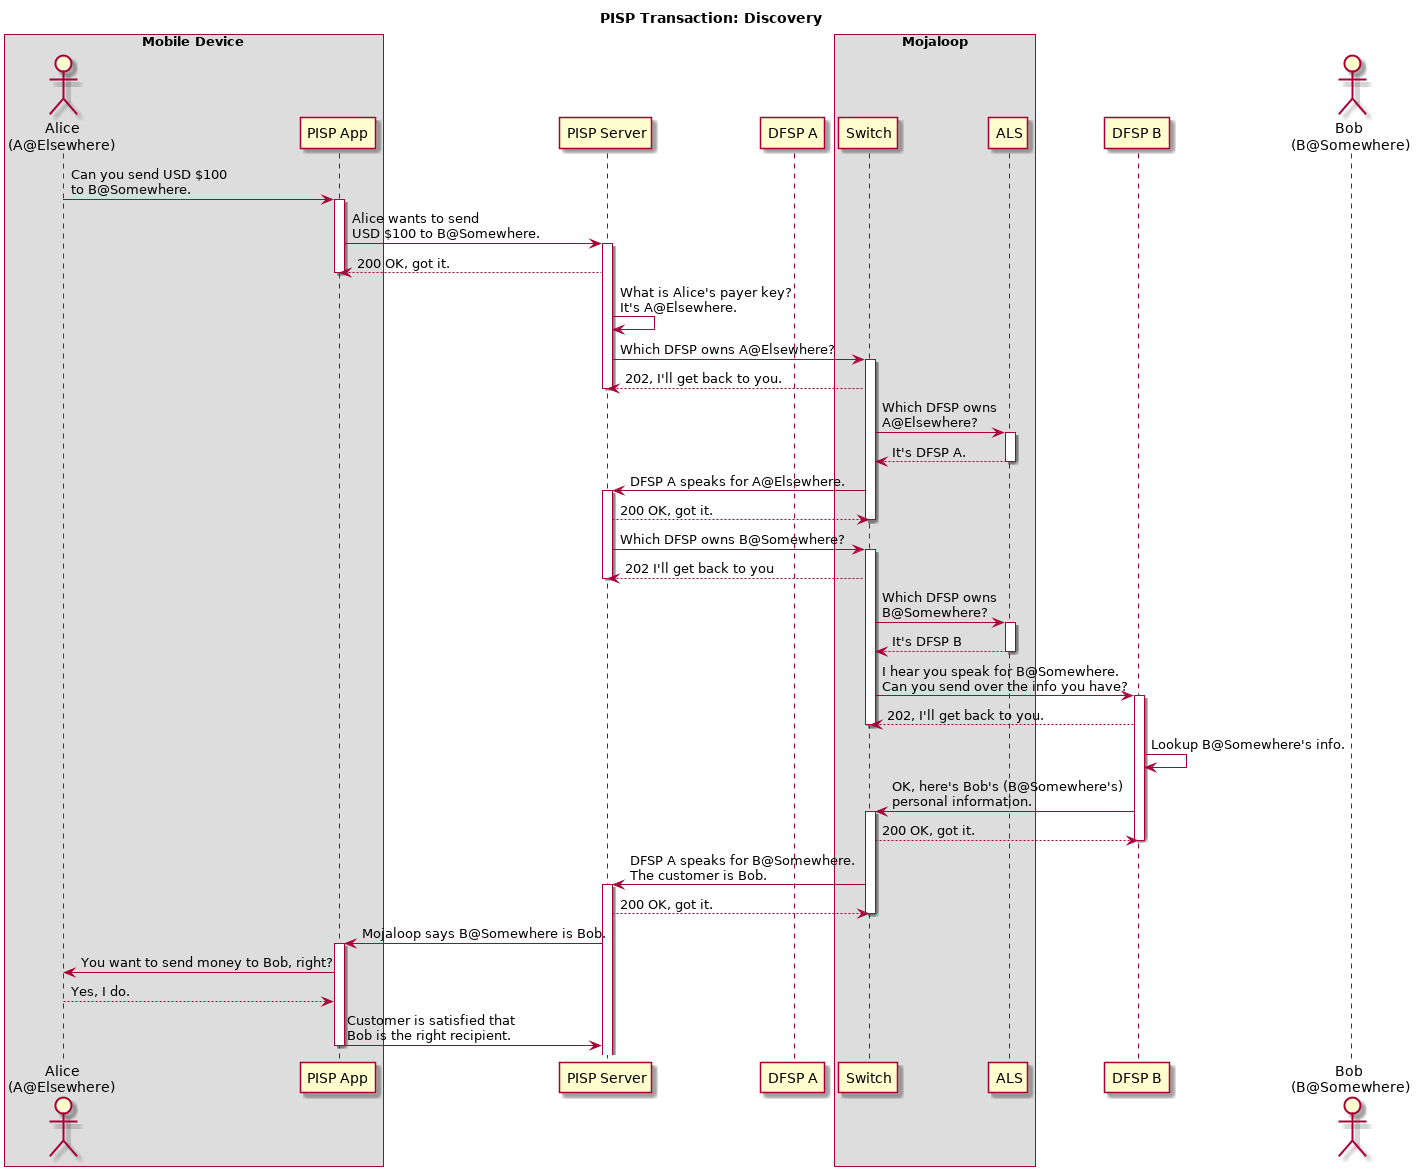 PISP Transaction: Discovery
Mobile Device
Mojaloop
Alice
(A@Elsewhere)
PISP App
PISP Server
DFSP A
Switch
ALS
DFSP B
Bob
(B@Somewhere)
Can you send USD $100
to B@Somewhere.
Alice wants to send
USD $100 to B@Somewhere.
200 OK, got it.
What is Alice's payer key?
It's A@Elsewhere.
Which DFSP owns A@Elsewhere?
202, I'll get back to you.
Which DFSP owns
A@Elsewhere?
It's DFSP A.
DFSP A speaks for A@Elsewhere.
200 OK, got it.
Which DFSP owns B@Somewhere?
202 I'll get back to you
Which DFSP owns
B@Somewhere?
It's DFSP B
I hear you speak for B@Somewhere.
Can you send over the info you have?
202, I'll get back to you.
Lookup B@Somewhere's info.
OK, here's Bob's (B@Somewhere's)
personal information.
200 OK, got it.
DFSP A speaks for B@Somewhere.
The customer is Bob.
200 OK, got it.
Mojaloop says B@Somewhere is Bob.
You want to send money to Bob, right?
Yes, I do.
Customer is satisfied that
Bob is the right recipient.
Alice
(A@Elsewhere)
PISP App
PISP Server
DFSP A
Switch
ALS
DFSP B
Bob
(B@Somewhere)